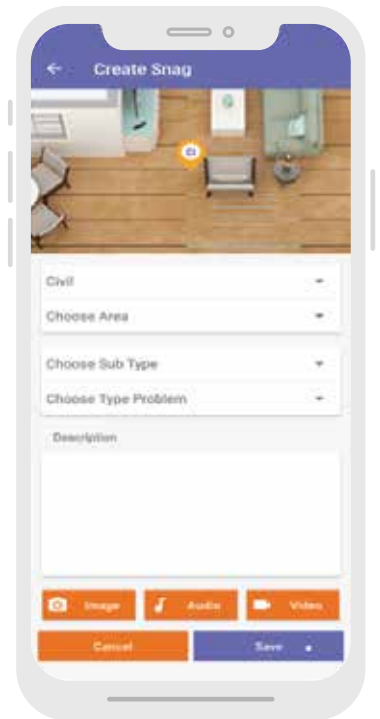 Create Snag
Civil
Choose Area
Choose Sub Type
Choose Type Problem
Description
Image Audio Video
Cancel Save